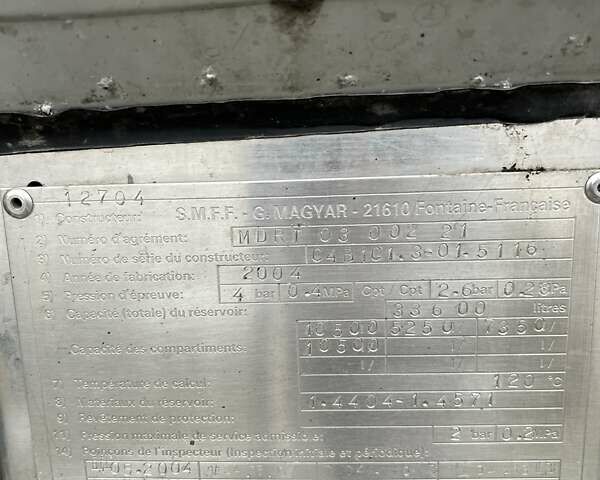 12704
1) Constructeur: S.M.F.F. - G. MAGYAR - 21610 Fontaine-Française
2) Numéro d'agrément: MDRT 03 002 21
3) Numéro de série du constructeur: C4B1C1.3-01.5116
4) Année de fabrication: 2004
5) Pression d'épreuve: 4 bar 0.4 MPa Cpt / Cpt 2.6 bar 0.26 MPa
6) Capacité (totale) du réservoir: 33600 litres
10500 5250/ 7350/
Capacité des compartiments: 10500 / /
/ / /
7) Température de calcul: 120 °C
8) Matériaux du réservoir: 1.4404-1.4571
9) Revêtement de protection:
Pression maximale de service admissible: 2 bar 0.2 MPa
Poinçons de l'inspecteur (Inspection initiale et périodique):
08-2004